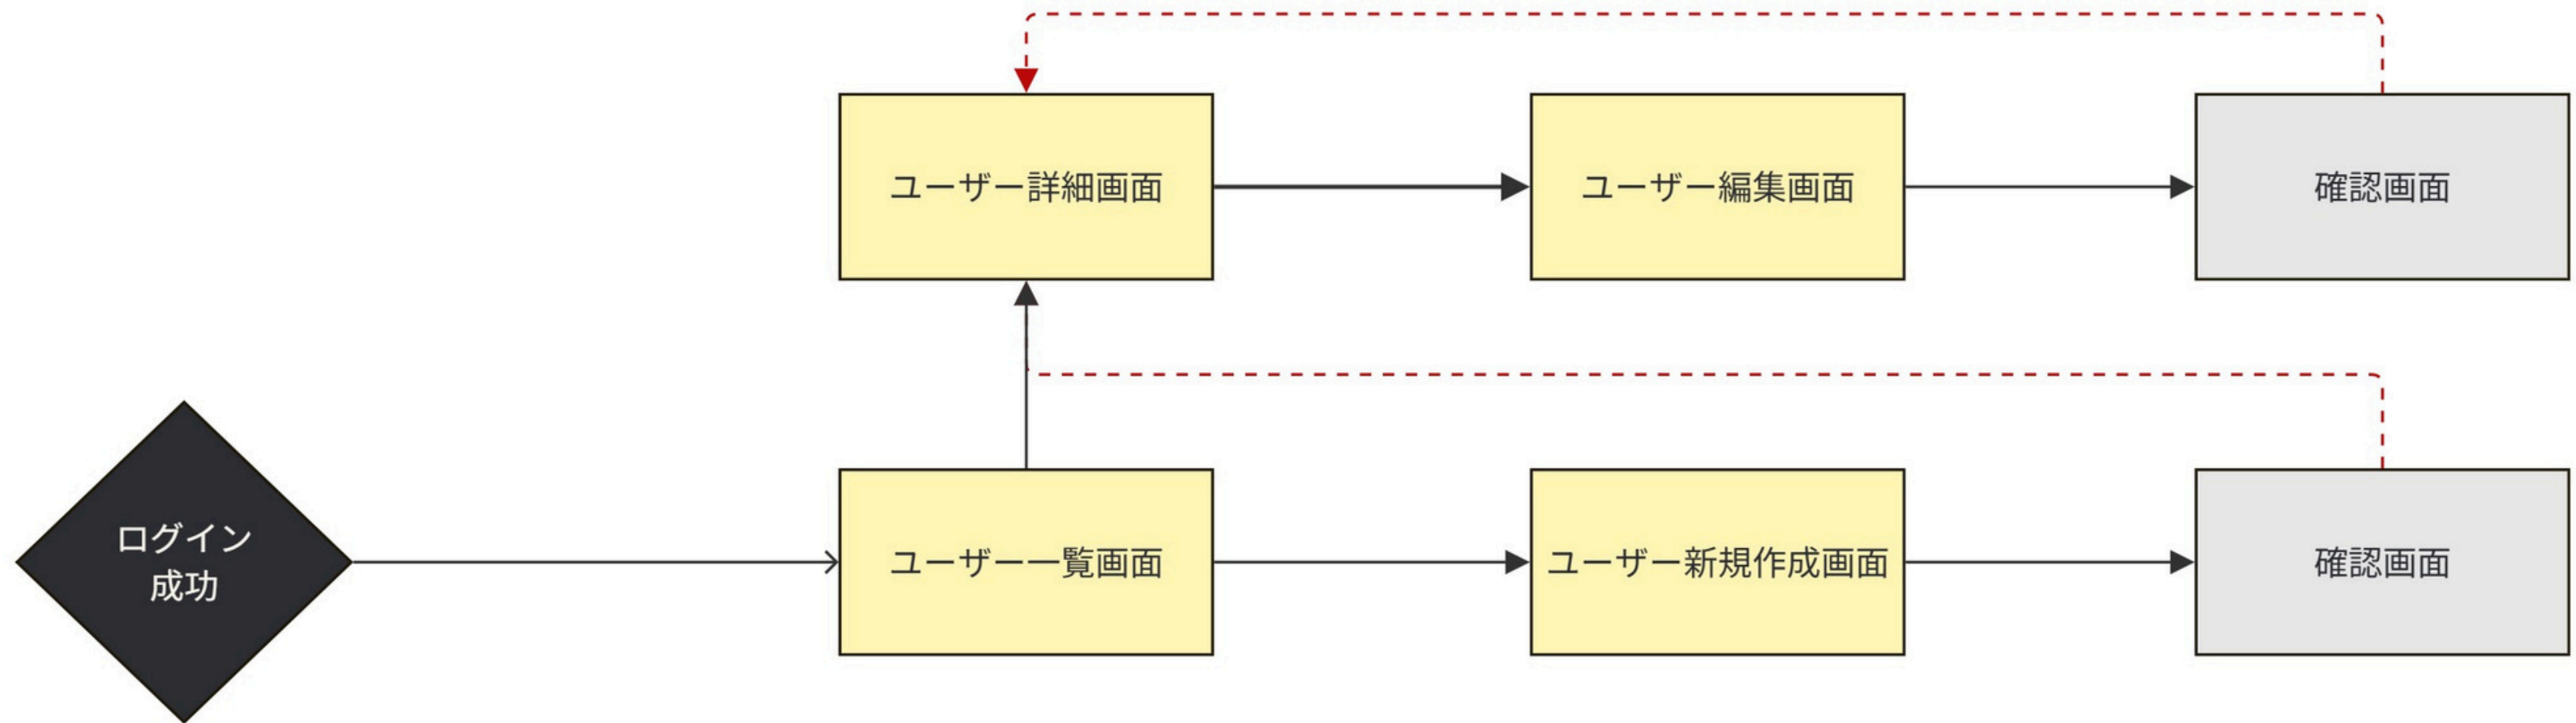 ユーザー詳細画面
ユーザー編集画面
確認画面
ログイン
成功
ユーザー一覧画面
ユーザー新規作成画面
確認画面